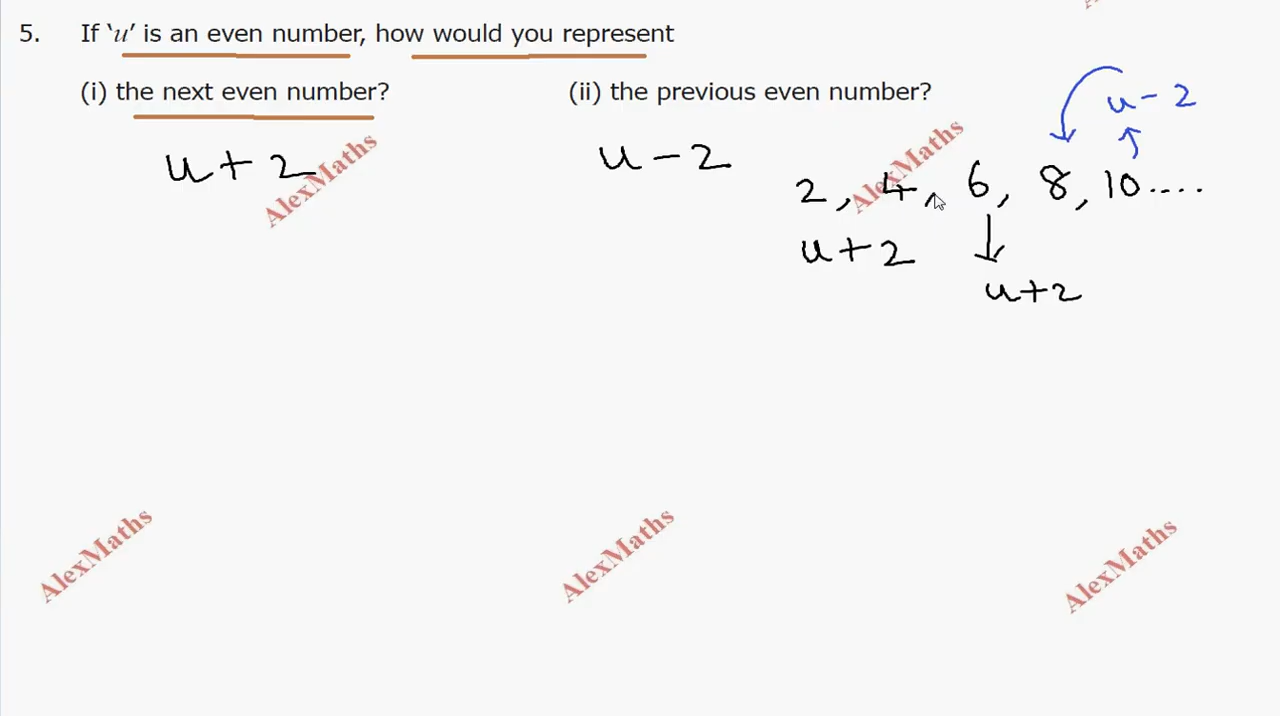 5. If ‘u’ is an even number, how would you represent
(i) the next even number? (ii) the previous even number?
u - 2
u + 2 u - 2
AlexMaths AlexMaths
2, 4, 6, 8, 10....
u + 2
u + 2
AlexMaths AlexMaths AlexMaths